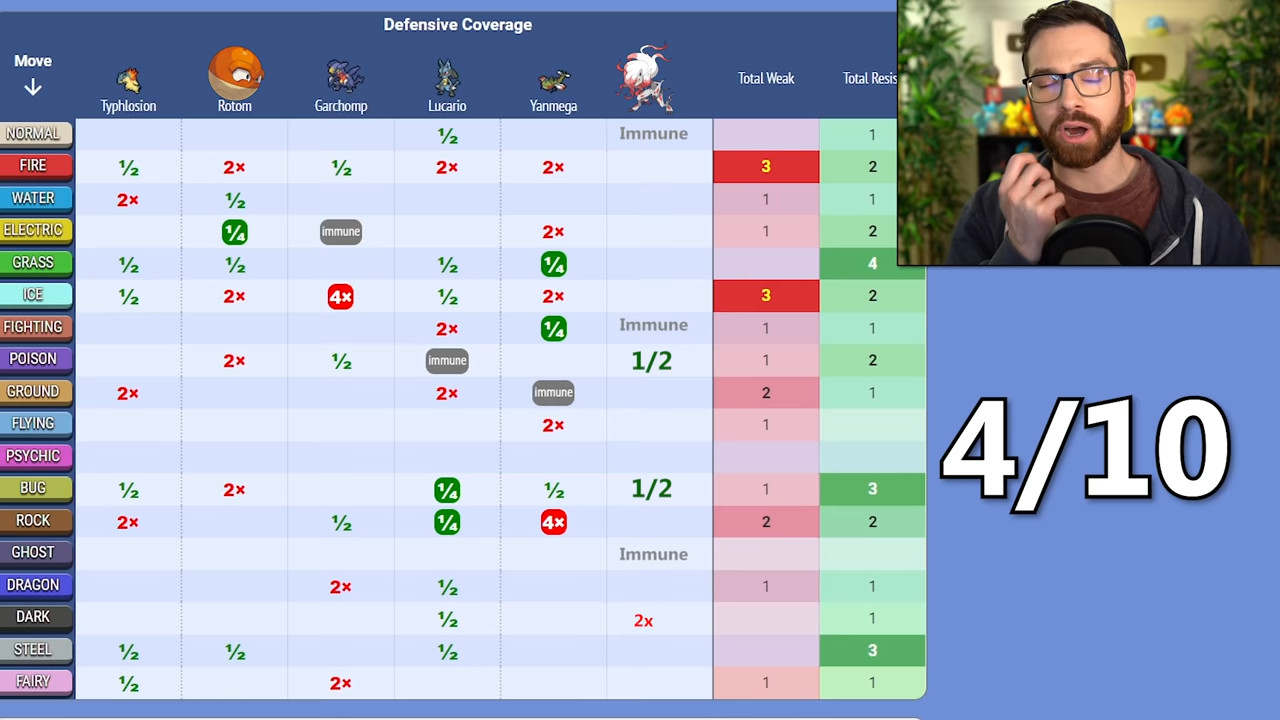 Defensive Coverage
Move
↓
Typhlosion Rotom Garchomp Lucario Yanmega Total Weak Total Resis
NORMAL ½ Immune 1
FIRE ½ 2× ½ 2× 2× 3 2
WATER 2× ½ 1 1
ELECTRIC ¼ immune 2× 1 2
GRASS ½ ½ ½ ¼ 4
ICE ½ 2× 4× ½ 2× 3 2
FIGHTING 2× ¼ Immune 1 1
POISON 2× ½ immune 1/2 1 2
GROUND 2× 2× immune 2 1
FLYING 2× 1
PSYCHIC
BUG ½ 2× ¼ ½ 1/2 1 3
ROCK 2× ½ ¼ 4× 2 2
GHOST Immune
DRAGON 2× ½ 1 1
DARK ½ 2x 1
STEEL ½ ½ ½ 3
FAIRY ½ 2× 1 1
4/10